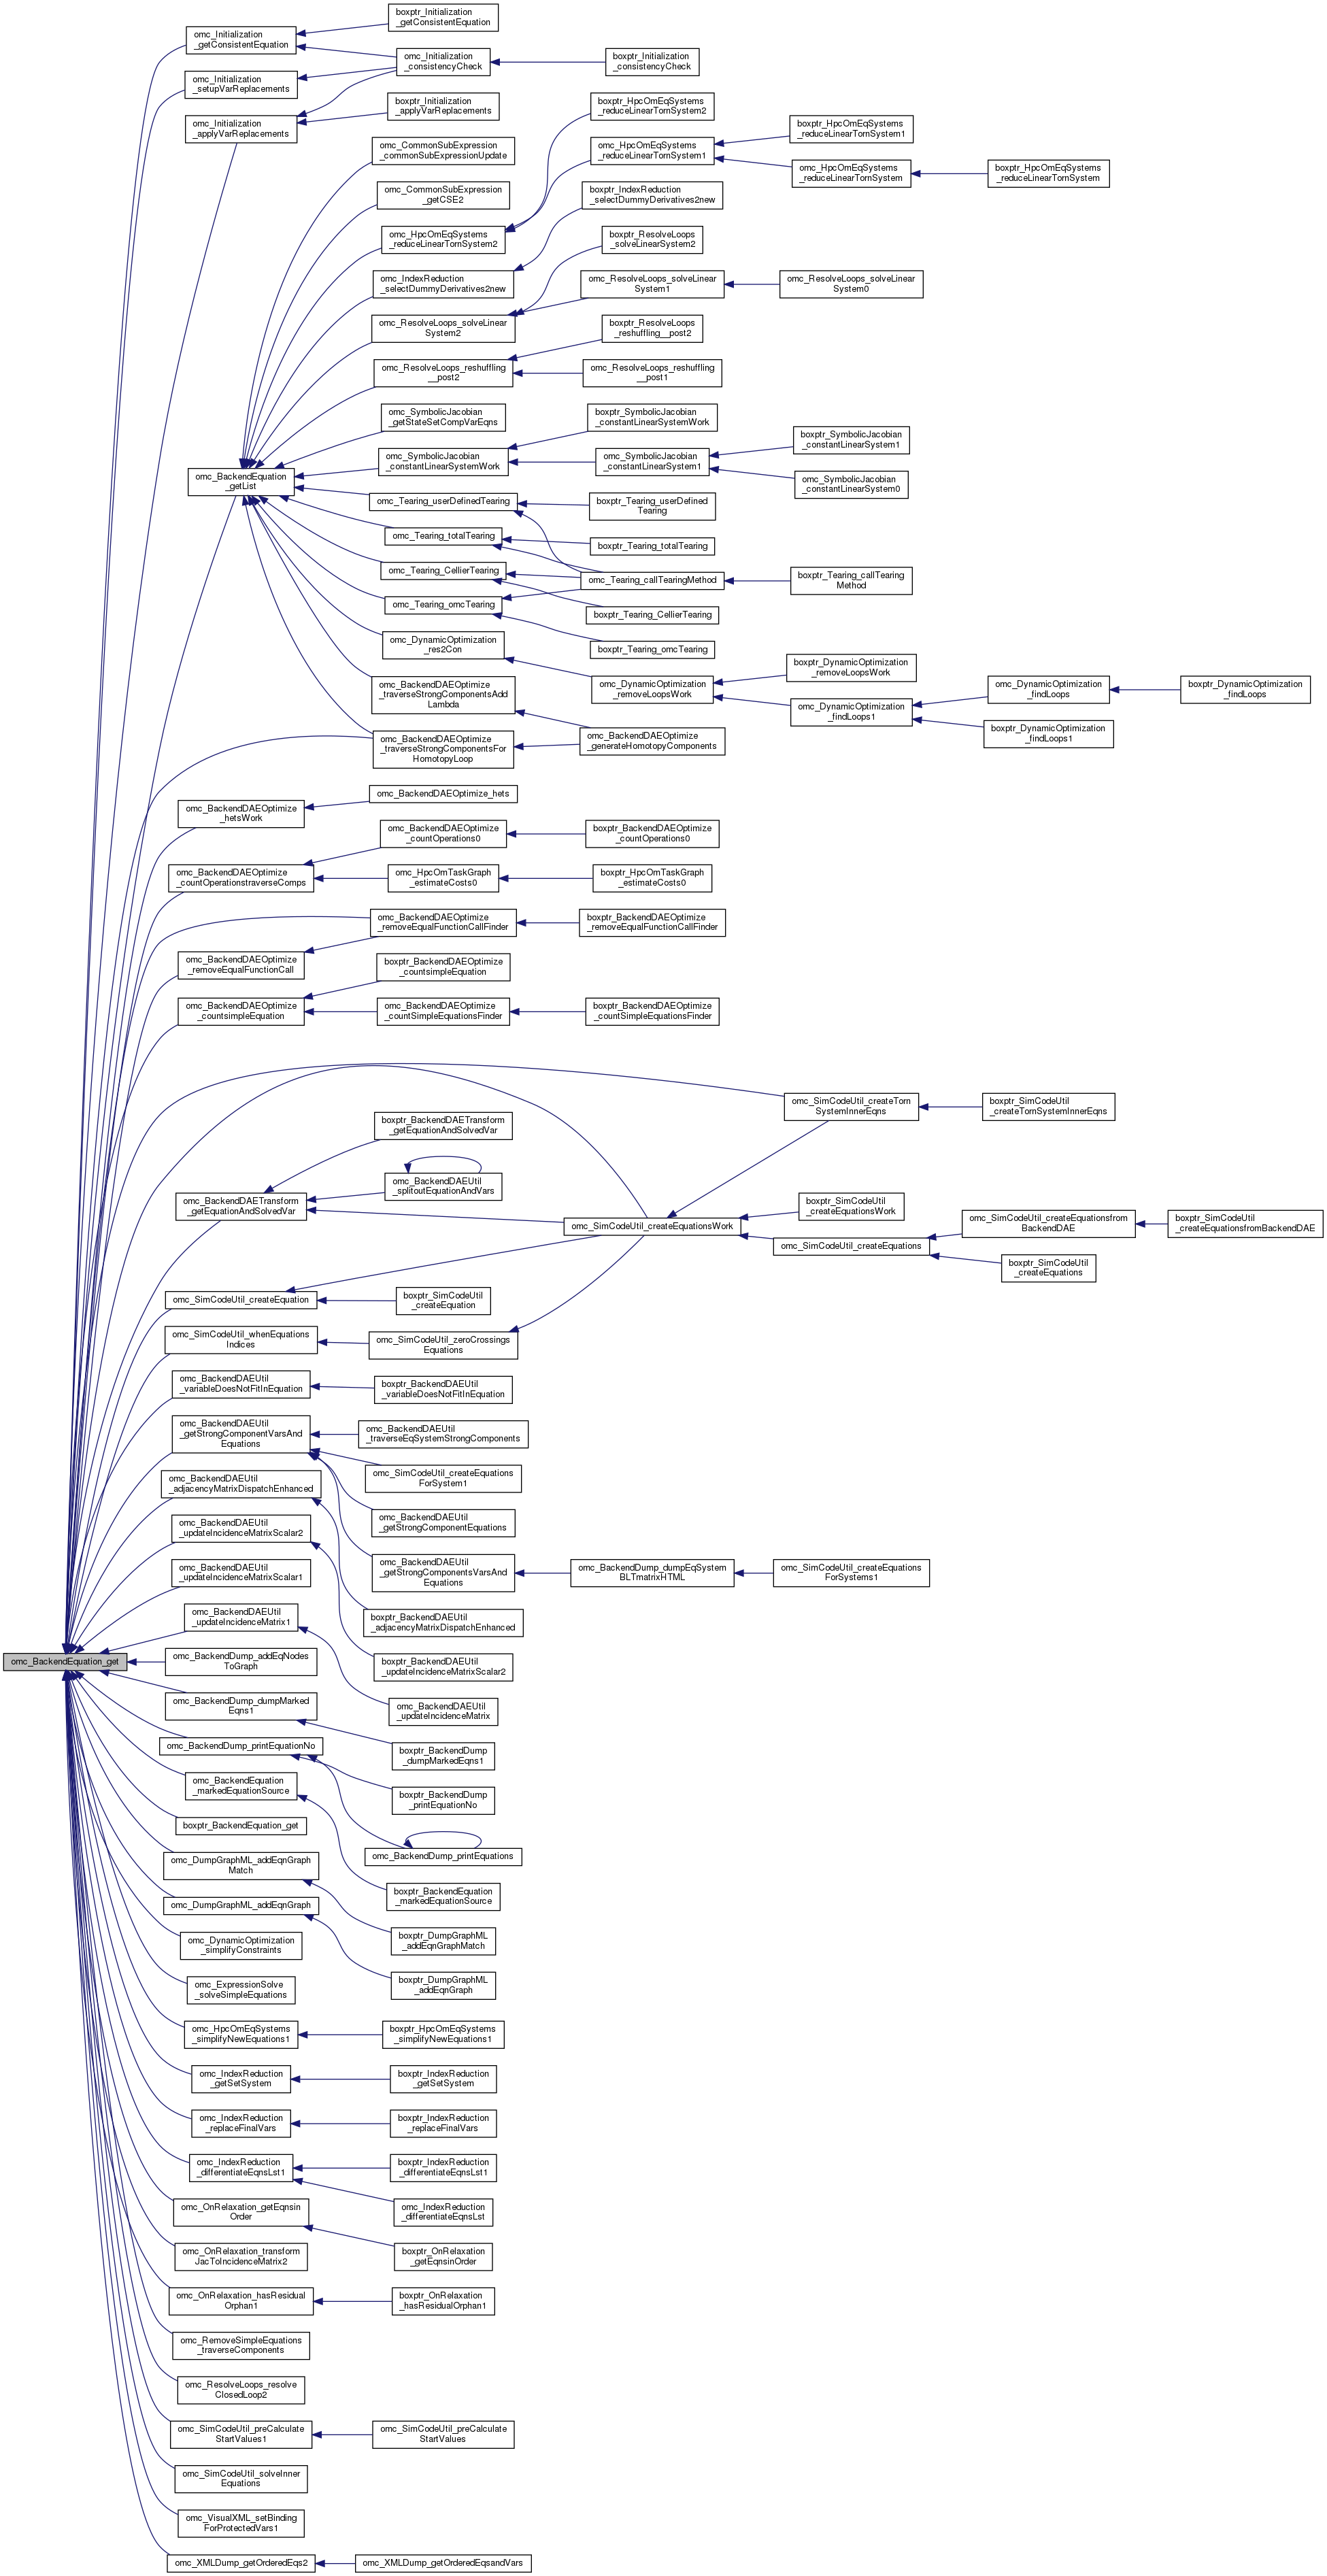 boxptr_Initialization
_getConsistentEquation
omc_Initialization
_getConsistentEquation
omc_Initialization
_consistencyCheck
boxptr_Initialization
_consistencyCheck
omc_Initialization
_setupVarReplacements
boxptr_Initialization
_applyVarReplacements
omc_Initialization
_applyVarReplacements
boxptr_HpcOmEqSystems
_reduceLinearTornSystem2
omc_CommonSubExpression
_commonSubExpressionUpdate
omc_HpcOmEqSystems
_reduceLinearTornSystem1
boxptr_HpcOmEqSystems
_reduceLinearTornSystem1
omc_HpcOmEqSystems
_reduceLinearTornSystem
boxptr_HpcOmEqSystems
_reduceLinearTornSystem
omc_CommonSubExpression
_getCSE2
boxptr_IndexReduction
_selectDummyDerivatives2new
omc_HpcOmEqSystems
_reduceLinearTornSystem2
boxptr_ResolveLoops
_solveLinearSystem2
omc_IndexReduction
_selectDummyDerivatives2new
omc_ResolveLoops_solveLinear
System1
omc_ResolveLoops_solveLinear
System0
omc_ResolveLoops_solveLinear
System2
boxptr_ResolveLoops
_reshuffling__post2
omc_ResolveLoops_reshuffling
__post2
omc_ResolveLoops_reshuffling
__post1
omc_SymbolicJacobian
_getStateSetCompVarEqns
boxptr_SymbolicJacobian
_constantLinearSystemWork
omc_SymbolicJacobian
_constantLinearSystemWork
omc_SymbolicJacobian
_constantLinearSystem1
boxptr_SymbolicJacobian
_constantLinearSystem1
omc_SymbolicJacobian
_constantLinearSystem0
omc_BackendEquation
_getList
omc_Tearing_userDefinedTearing
boxptr_Tearing_userDefined
Tearing
omc_Tearing_totalTearing
boxptr_Tearing_totalTearing
omc_Tearing_CellierTearing
omc_Tearing_callTearingMethod
boxptr_Tearing_callTearing
Method
omc_Tearing_omcTearing
boxptr_Tearing_CellierTearing
boxptr_Tearing_omcTearing
omc_DynamicOptimization
_res2Con
omc_DynamicOptimization
_removeLoopsWork
boxptr_DynamicOptimization
_removeLoopsWork
omc_DynamicOptimization
_findLoops1
omc_DynamicOptimization
_findLoops
boxptr_DynamicOptimization
_findLoops
boxptr_DynamicOptimization
_findLoops1
omc_BackendDAEOptimize
_traverseStrongComponentsAdd
Lambda
omc_BackendDAEOptimize
_traverseStrongComponentsFor
HomotopyLoop
omc_BackendDAEOptimize
_generateHomotopyComponents
omc_BackendDAEOptimize
_hetsWork
omc_BackendDAEOptimize_hets
omc_BackendDAEOptimize
_countOperations0
boxptr_BackendDAEOptimize
_countOperations0
omc_BackendDAEOptimize
_countOperationstraverseComps
omc_HpcOmTaskGraph
_estimateCosts0
boxptr_HpcOmTaskGraph
_estimateCosts0
omc_BackendDAEOptimize
_removeEqualFunctionCallFinder
boxptr_BackendDAEOptimize
_removeEqualFunctionCallFinder
omc_BackendDAEOptimize
_removeEqualFunctionCall
boxptr_BackendDAEOptimize
_countsimpleEquation
omc_BackendDAEOptimize
_countsimpleEquation
omc_BackendDAEOptimize
_countSimpleEquationsFinder
boxptr_BackendDAEOptimize
_countSimpleEquationsFinder
omc_SimCodeUtil_createTorn
SystemInnerEqns
boxptr_SimCodeUtil
_createTornSystemInnerEqns
boxptr_BackendDAETransform
_getEquationAndSolvedVar
omc_BackendDAEUtil
_splitoutEquationAndVars
omc_BackendDAETransform
_getEquationAndSolvedVar
omc_SimCodeUtil_createEquationsWork
boxptr_SimCodeUtil
_createEquationsWork
omc_SimCodeUtil_createEquations
omc_SimCodeUtil_createEquationsfrom
BackendDAE
boxptr_SimCodeUtil
_createEquationsfromBackendDAE
boxptr_SimCodeUtil
_createEquations
omc_SimCodeUtil_createEquation
boxptr_SimCodeUtil
_createEquation
omc_SimCodeUtil_whenEquations
Indices
omc_SimCodeUtil_zeroCrossings
Equations
omc_BackendDAEUtil
_variableDoesNotFitInEquation
boxptr_BackendDAEUtil
_variableDoesNotFitInEquation
omc_BackendDAEUtil
_getStrongComponentVarsAnd
Equations
omc_BackendDAEUtil
_traverseEqSystemStrongComponents
omc_SimCodeUtil_createEquations
ForSystem1
omc_BackendDAEUtil
_adjacencyMatrixDispatchEnhanced
omc_BackendDAEUtil
_getStrongComponentEquations
omc_BackendDAEUtil
_updateIncidenceMatrixScalar2
omc_BackendDAEUtil
_getStrongComponentsVarsAnd
Equations
omc_BackendDump_dumpEqSystem
BLTmatrixHTML
omc_SimCodeUtil_createEquations
ForSystems1
omc_BackendDAEUtil
_updateIncidenceMatrixScalar1
boxptr_BackendDAEUtil
_adjacencyMatrixDispatchEnhanced
omc_BackendDAEUtil
_updateIncidenceMatrix1
boxptr_BackendDAEUtil
_updateIncidenceMatrixScalar2
omc_BackendEquation_get
omc_BackendDump_addEqNodes
ToGraph
omc_BackendDump_dumpMarked
Eqns1
omc_BackendDAEUtil
_updateIncidenceMatrix
omc_BackendDump_printEquationNo
boxptr_BackendDump
_dumpMarkedEqns1
omc_BackendEquation
_markedEquationSource
boxptr_BackendDump
_printEquationNo
boxptr_BackendEquation_get
omc_BackendDump_printEquations
omc_DumpGraphML_addEqnGraph
Match
boxptr_BackendEquation
_markedEquationSource
omc_DumpGraphML_addEqnGraph
boxptr_DumpGraphML
_addEqnGraphMatch
omc_DynamicOptimization
_simplifyConstraints
boxptr_DumpGraphML
_addEqnGraph
omc_ExpressionSolve
_solveSimpleEquations
omc_HpcOmEqSystems
_simplifyNewEquations1
boxptr_HpcOmEqSystems
_simplifyNewEquations1
omc_IndexReduction
_getSetSystem
boxptr_IndexReduction
_getSetSystem
omc_IndexReduction
_replaceFinalVars
boxptr_IndexReduction
_replaceFinalVars
omc_IndexReduction
_differentiateEqnsLst1
boxptr_IndexReduction
_differentiateEqnsLst1
omc_IndexReduction
_differentiateEqnsLst
omc_OnRelaxation_getEqnsin
Order
boxptr_OnRelaxation
_getEqnsinOrder
omc_OnRelaxation_transform
JacToIncidenceMatrix2
omc_OnRelaxation_hasResidual
Orphan1
boxptr_OnRelaxation
_hasResidualOrphan1
omc_RemoveSimpleEquations
_traverseComponents
omc_ResolveLoops_resolve
ClosedLoop2
omc_SimCodeUtil_preCalculate
StartValues1
omc_SimCodeUtil_preCalculate
StartValues
omc_SimCodeUtil_solveInner
Equations
omc_VisualXML_setBinding
ForProtectedVars1
omc_XMLDump_getOrderedEqs2
omc_XMLDump_getOrderedEqsandVars